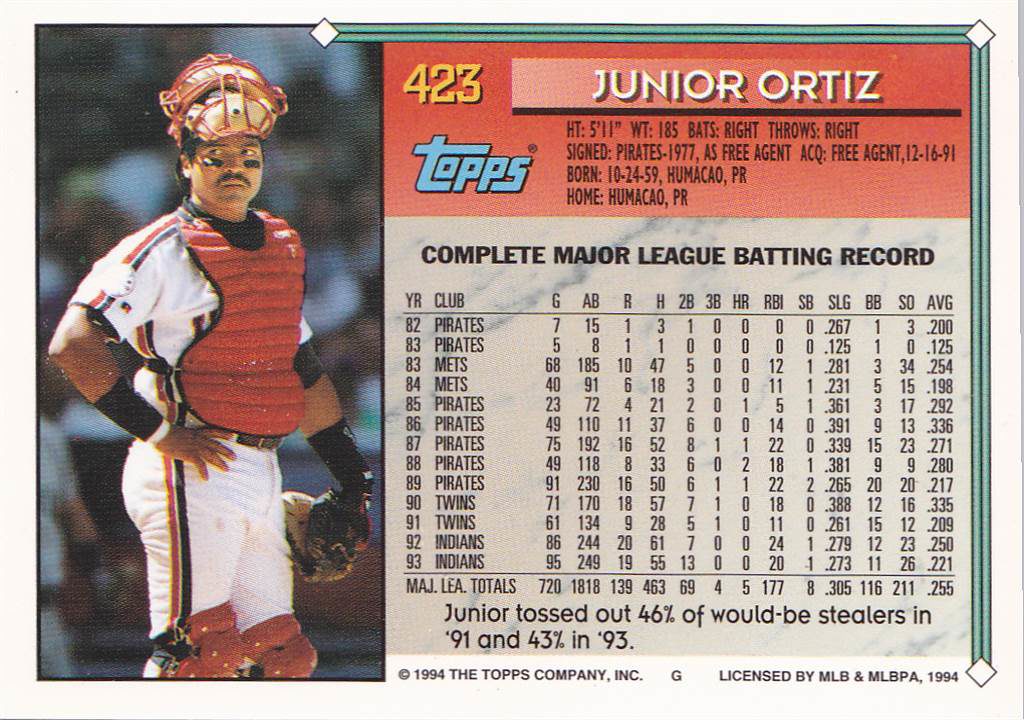 423
JUNIOR ORTIZ
Topps®
HT: 5'11" WT: 185 BATS: RIGHT THROWS: RIGHT
SIGNED: PIRATES-1977, AS FREE AGENT ACQ: FREE AGENT,12-16-91
BORN: 10-24-59, HUMACAO, PR
HOME: HUMACAO, PR
COMPLETE MAJOR LEAGUE BATTING RECORD
YR CLUB G AB R H 2B 3B HR RBI SB SLG BB SO AVG
82 PIRATES 7 15 1 3 1 0 0 0 0 .267 1 3 .200
83 PIRATES 5 8 1 1 0 0 0 0 0 .125 1 0 .125
83 METS 68 185 10 47 5 0 0 12 1 .281 3 34 .254
84 METS 40 91 6 18 3 0 0 11 1 .231 5 15 .198
85 PIRATES 23 72 4 21 2 0 1 5 1 .361 3 17 .292
86 PIRATES 49 110 11 37 6 0 0 14 0 .391 9 13 .336
87 PIRATES 75 192 16 52 8 1 1 22 0 .339 15 23 .271
88 PIRATES 49 118 8 33 6 0 2 18 1 .381 9 9 .280
89 PIRATES 91 230 16 50 6 1 1 22 2 .265 20 20 .217
90 TWINS 71 170 18 57 7 1 0 18 0 .388 12 16 .335
91 TWINS 61 134 9 28 5 1 0 11 0 .261 15 12 .209
92 INDIANS 86 244 20 61 7 0 0 24 1 .279 12 23 .250
93 INDIANS 95 249 19 55 13 0 0 20 1 .273 11 26 .221
MAJ. LEA. TOTALS 720 1818 139 463 69 4 5 177 8 .305 116 211 .255
Junior tossed out 46% of would-be stealers in
'91 and 43% in '93.
© 1994 THE TOPPS COMPANY, INC. G LICENSED BY MLB & MLBPA, 1994